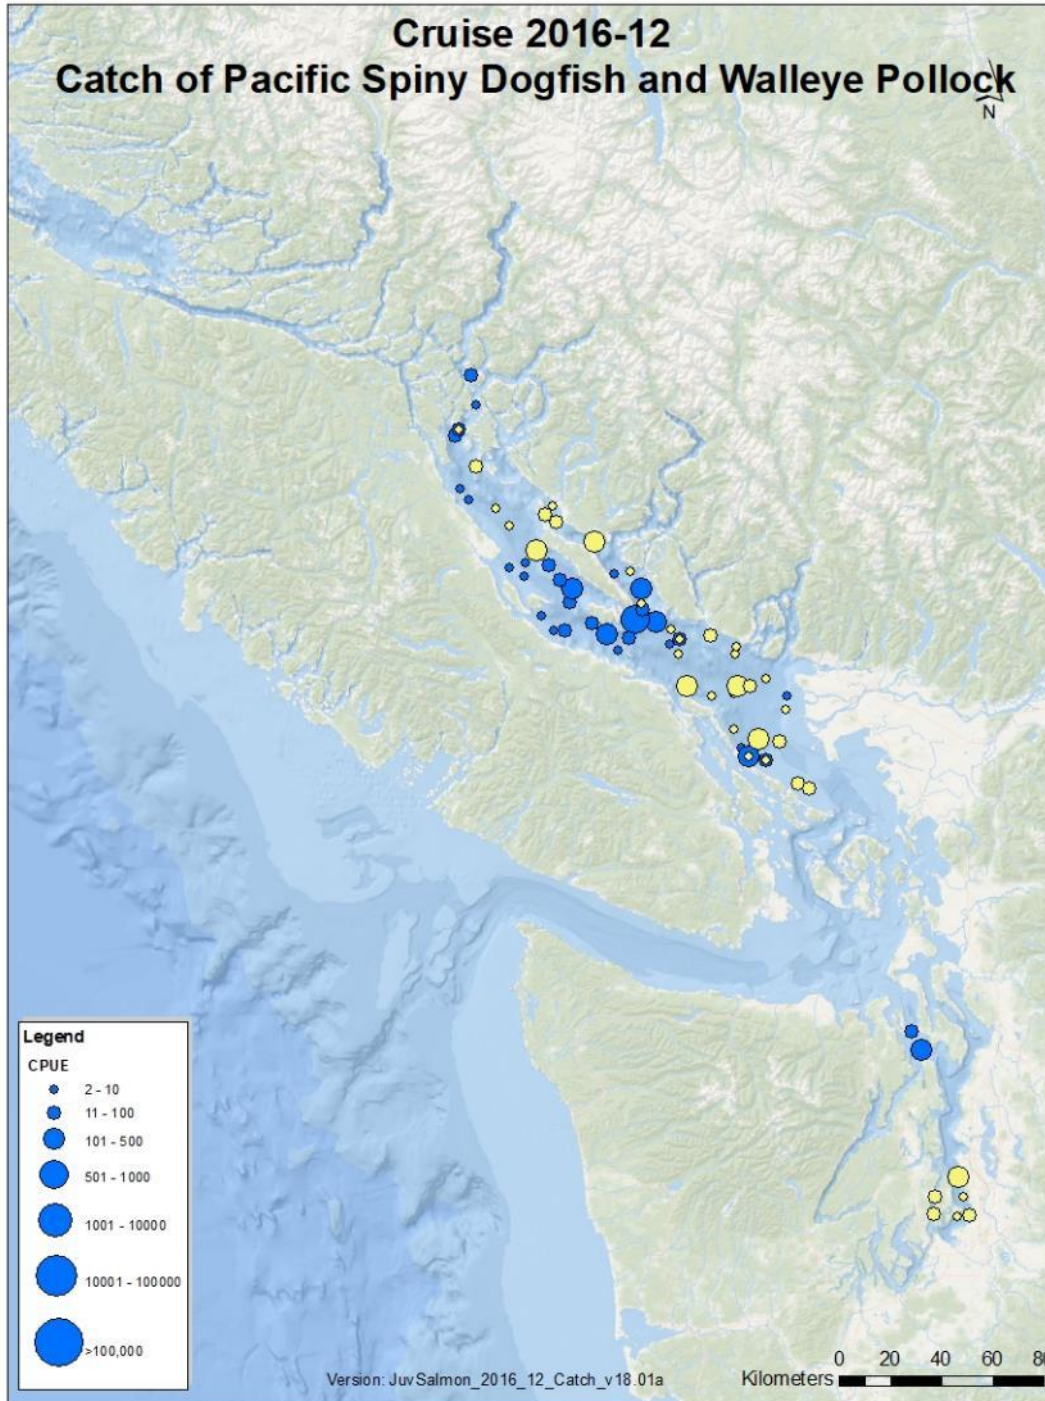 Cruise 2016-12
Catch of Pacific Spiny Dogfish and Walleye Pollock
N
Legend
CPUE
2 - 10
11 - 100
101 - 500
501 - 1000
1001 - 10000
10001 - 100000
>100,000
Version: JuvSalmon_2016_12_Catch_v18.01a
0 20 40 60 80
Kilometers